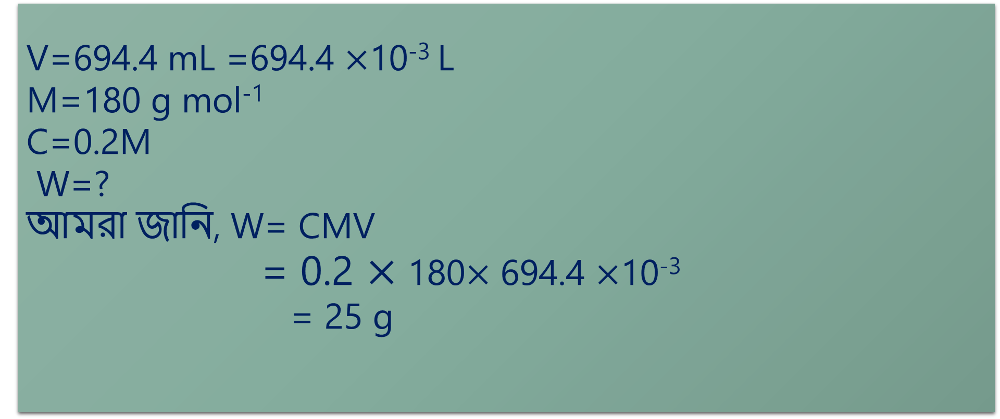 V=694.4 mL =694.4 ×10⁻³ L
M=180 g mol⁻¹
C=0.2M
W=?
আমরা জানি, W= CMV
= 0.2 × 180× 694.4 ×10⁻³
= 25 g